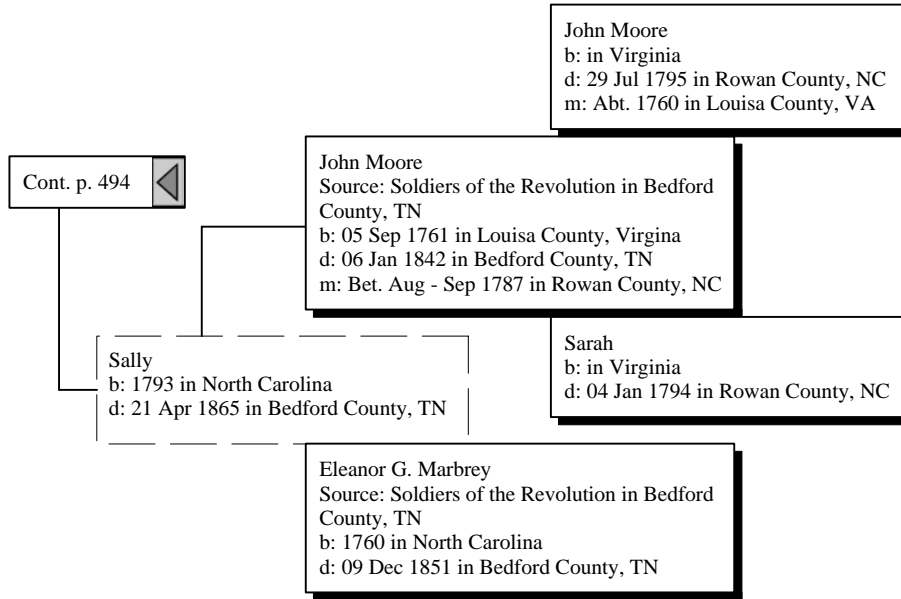 John Moore
b: in Virginia
d: 29 Jul 1795 in Rowan County, NC
m: Abt. 1760 in Louisa County, VA
John Moore
Source: Soldiers of the Revolution in Bedford
County, TN
b: 05 Sep 1761 in Louisa County, Virgina
d: 06 Jan 1842 in Bedford County, TN
m: Bet. Aug - Sep 1787 in Rowan County, NC
Cont. p. 494
Sarah
b: in Virginia
d: 04 Jan 1794 in Rowan County, NC
Sally
b: 1793 in North Carolina
d: 21 Apr 1865 in Bedford County, TN
Eleanor G. Marbrey
Source: Soldiers of the Revolution in Bedford
County, TN
b: 1760 in North Carolina
d: 09 Dec 1851 in Bedford County, TN